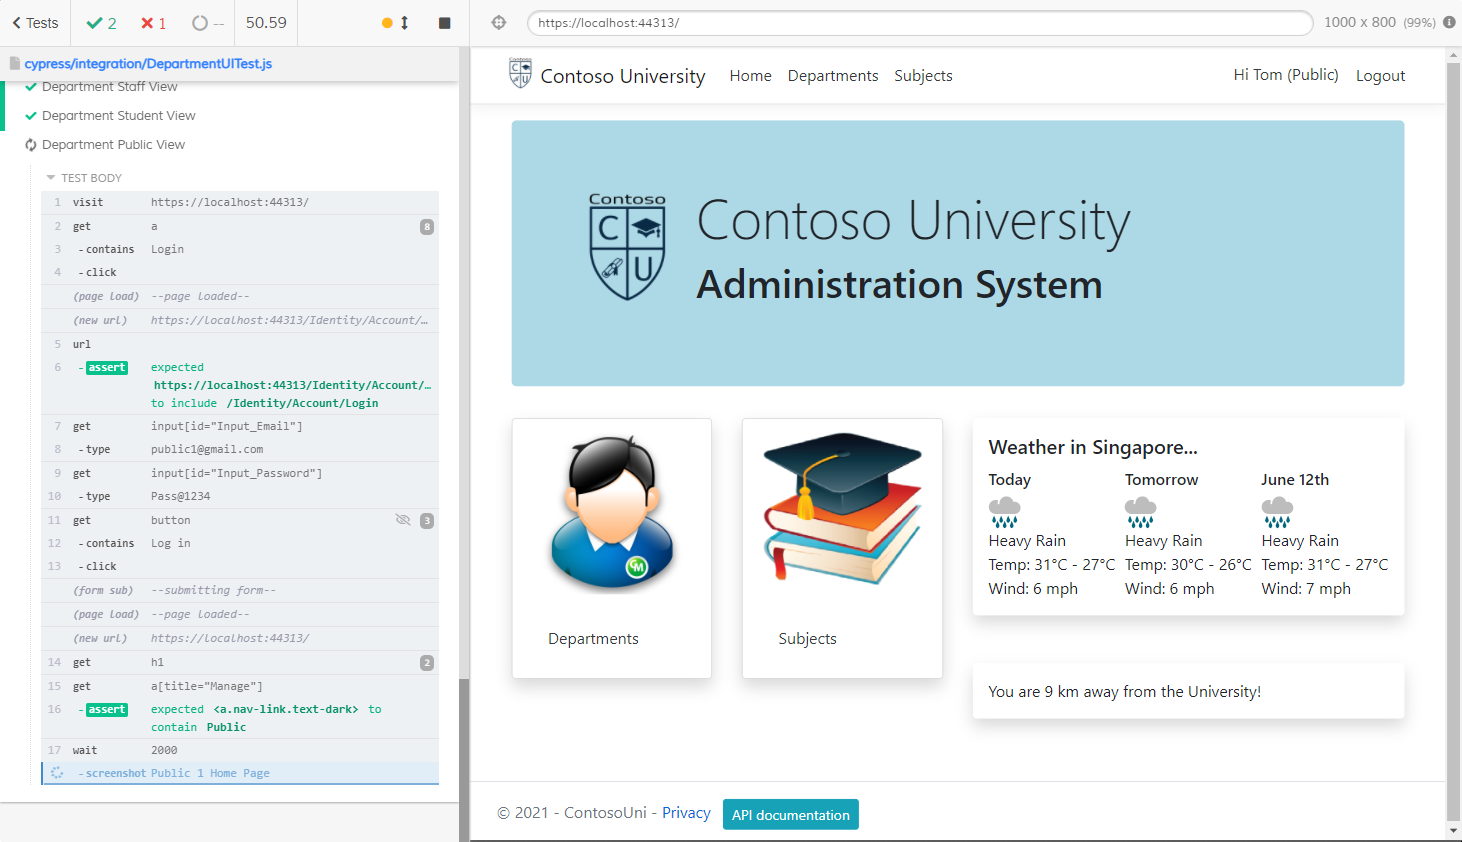 Tests 2 1 -- 50.59
https://localhost:44313/ 1000 x 800 (99%)
cypress/integration/DepartmentUITest.js
Department Staff View
Department Student View
Department Public View
TEST BODY
1 visit https://localhost:44313/
2 get a 8
3 - contains Login
4 - click
(page load) --page loaded--
(new url) https://localhost:44313/Identity/Account/…
5 url
6 - assert expected
https://localhost:44313/Identity/Account/…
to include /Identity/Account/Login
7 get input[id="Input_Email"]
8 - type public1@gmail.com
9 get input[id="Input_Password"]
10 - type Pass@1234
11 get button 3
12 - contains Log in
13 - click
(form sub) --submitting form--
(page load) --page loaded--
(new url) https://localhost:44313/
14 get h1 2
15 get a[title="Manage"]
16 - assert expected <a.nav-link.text-dark> to
contain Public
17 wait 2000
- screenshot Public 1 Home Page
Contoso University Home Departments Subjects Hi Tom (Public) Logout
Contoso
C
U
Contoso University
Administration System
Departments
Subjects
Weather in Singapore...
Today Tomorrow June 12th
Heavy Rain Heavy Rain Heavy Rain
Temp: 31°C - 27°C Temp: 30°C - 26°C Temp: 31°C - 27°C
Wind: 6 mph Wind: 6 mph Wind: 7 mph
You are 9 km away from the University!
© 2021 - ContosoUni - Privacy API documentation